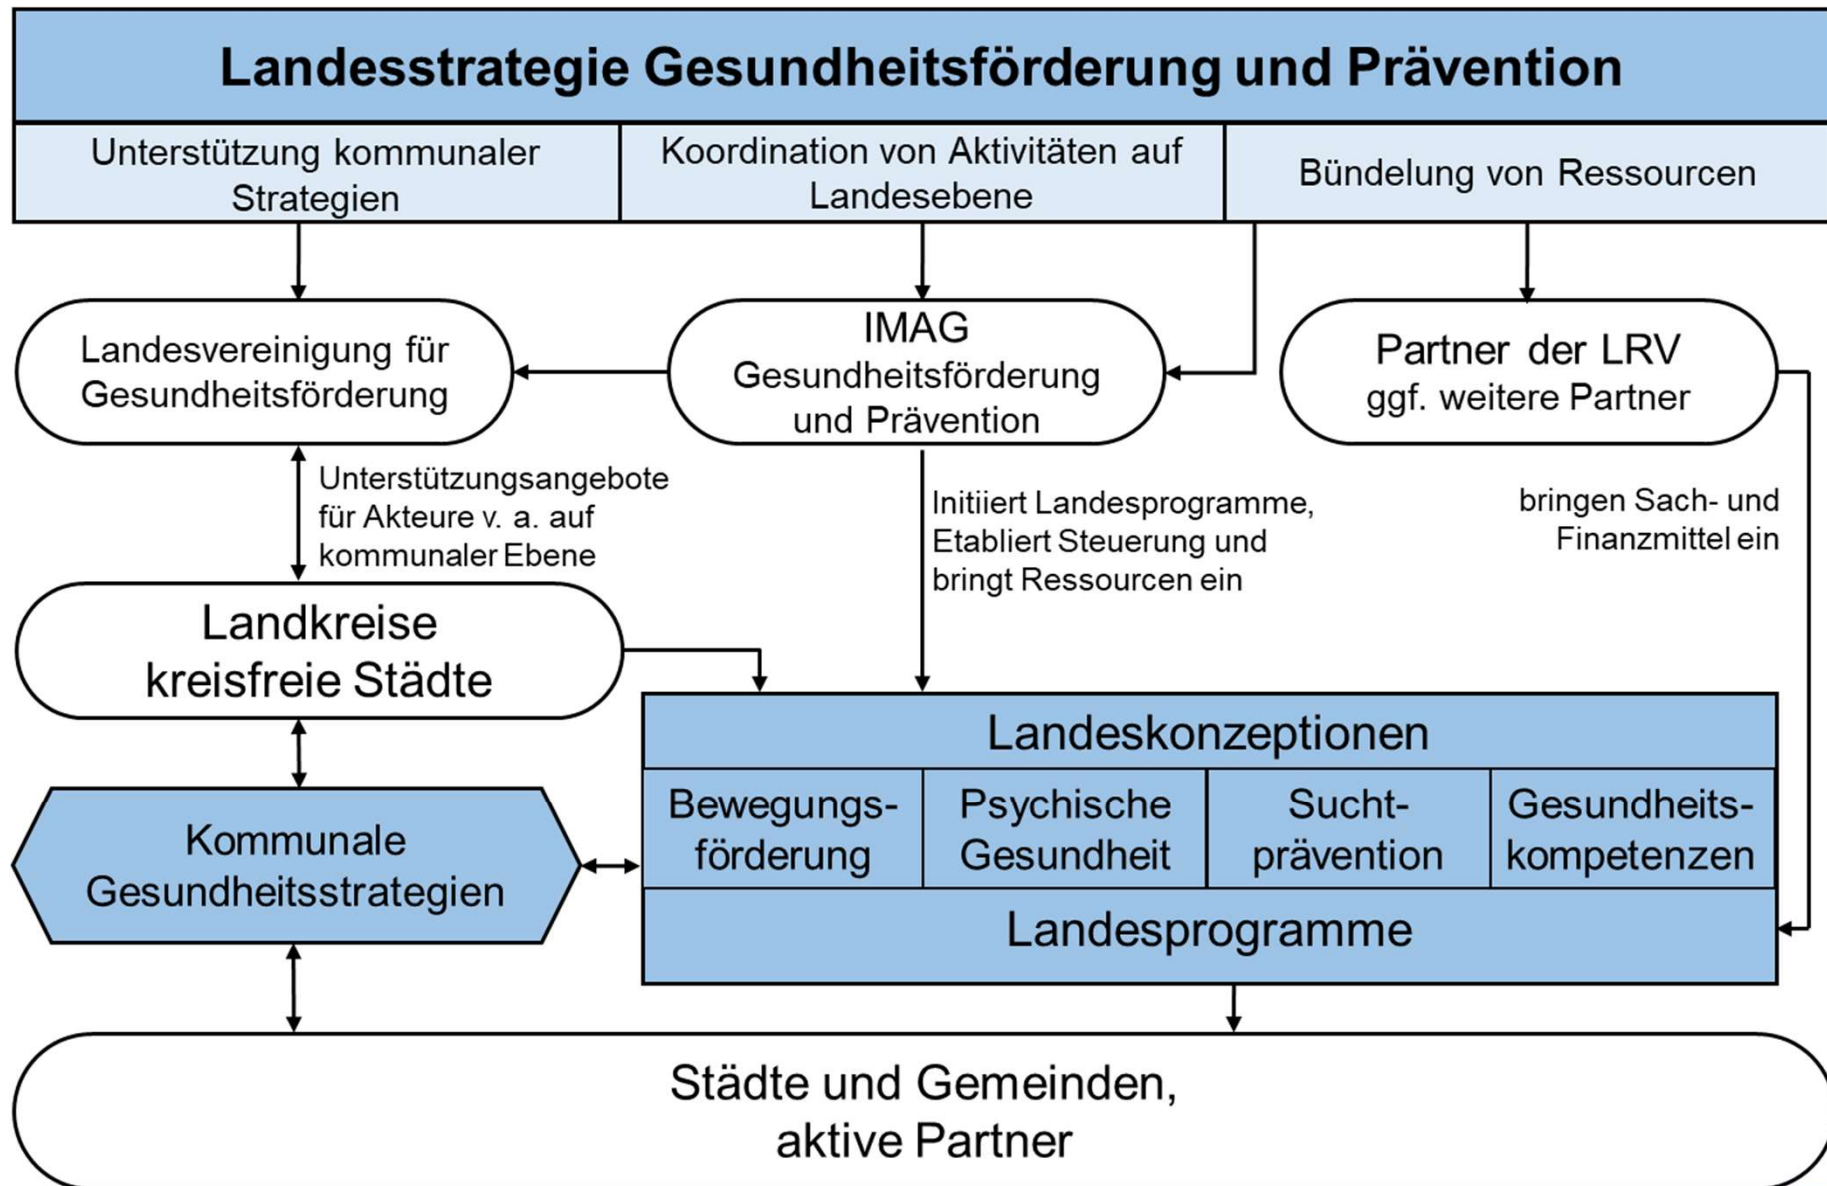 Landesstrategie Gesundheitsförderung und Prävention
Unterstützung kommunaler
Strategien
Koordination von Aktivitäten auf
Landesebene
Bündelung von Ressourcen
Landesvereinigung für
Gesundheitsförderung
IMAG
Gesundheitsförderung
und Prävention
Partner der LRV
ggf. weitere Partner
Unterstützungsangebote
für Akteure v. a. auf
kommunaler Ebene
Initiiert Landesprogramme,
Etabliert Steuerung und
bringt Ressourcen ein
bringen Sach- und
Finanzmittel ein
Landkreise
kreisfreie Städte
Landeskonzeptionen
Bewegungs-
förderung
Psychische
Gesundheit
Sucht-
prävention
Gesundheits-
kompetenzen
Landesprogramme
Kommunale
Gesundheitsstrategien
Städte und Gemeinden,
aktive Partner